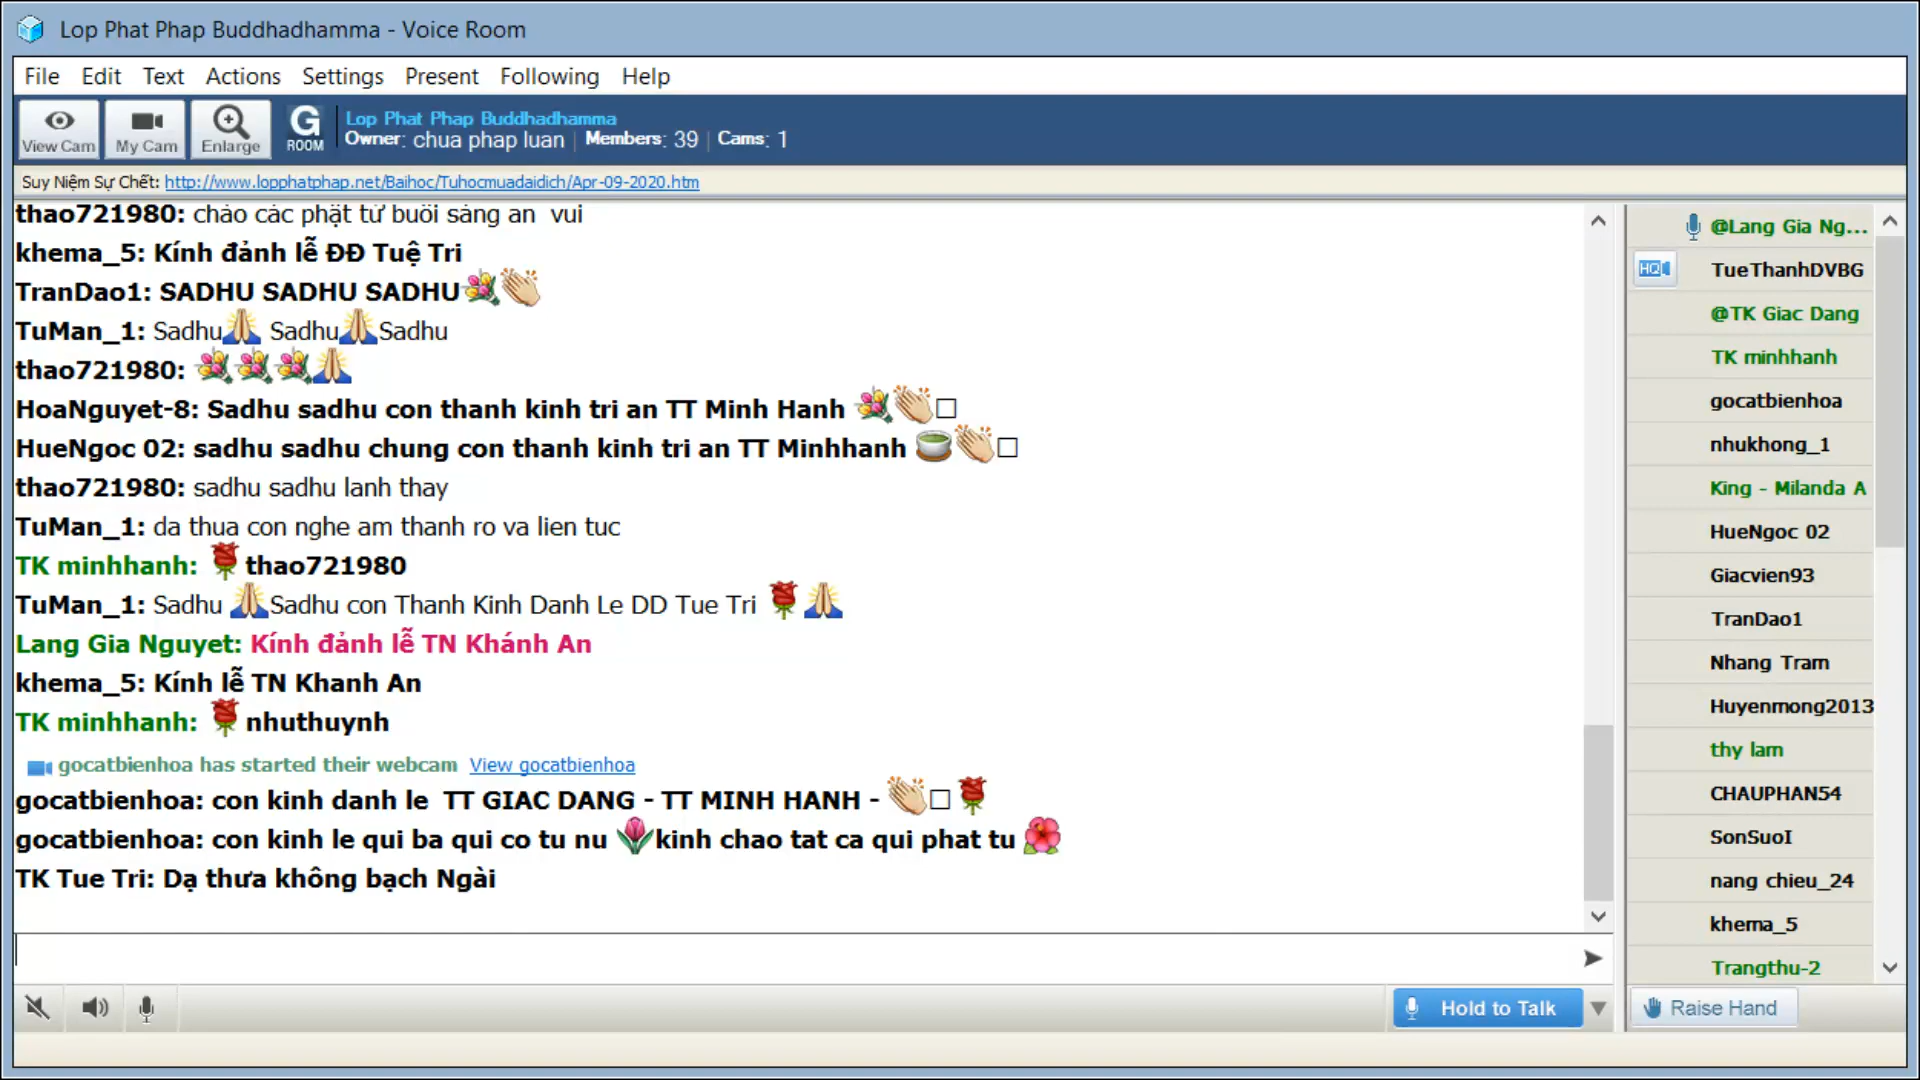 Lop Phat Phap Buddhadhamma - Voice Room
File Edit Text Actions Settings Present Following Help
View Cam My Cam Enlarge G ROOM
Lop Phat Phap Buddhadhamma
Owner: chua phap luan | Members: 39 | Cams: 1
Suy Niệm Sự Chết: http://www.lopphatphap.net/Baihoc/Tuhocmuadaidich/Apr-09-2020.htm
thao721980: chào các phật tử buổi sáng an vui
khema_5: Kính đảnh lễ ĐĐ Tuệ Tri
TranDao1: SADHU SADHU SADHU💐👏
TuMan_1: Sadhu🙏 Sadhu🙏Sadhu
thao721980: 💐💐💐🙏
HoaNguyet-8: Sadhu sadhu con thanh kinh tri an TT Minh Hanh 💐👏□
HueNgoc 02: sadhu sadhu chung con thanh kinh tri an TT Minhhanh 🍵👏□
thao721980: sadhu sadhu lanh thay
TuMan_1: da thua con nghe am thanh ro va lien tuc
TK minhhanh: 🌹thao721980
TuMan_1: Sadhu 🙏Sadhu con Thanh Kinh Danh Le DD Tue Tri 🌹🙏
Lang Gia Nguyet: Kính đảnh lễ TN Khánh An
khema_5: Kính lễ TN Khanh An
TK minhhanh: 🌹nhuthuynh
gocatbienhoa has started their webcam View gocatbienhoa
gocatbienhoa: con kinh danh le TT GIAC DANG - TT MINH HANH - 👏□🌹
gocatbienhoa: con kinh le qui ba qui co tu nu 🌷kinh chao tat ca qui phat tu 🌺
TK Tue Tri: Dạ thưa không bạch Ngài
Hold to Talk
@Lang Gia Ng...
HQ TueThanhDVBG
@TK Giac Dang
TK minhhanh
gocatbienhoa
nhukhong_1
King - Milanda A
HueNgoc 02
Giacvien93
TranDao1
Nhang Tram
Huyenmong2013
thy lam
CHAUPHAN54
SonSuoI
nang chieu_24
khema_5
Trangthu-2
Raise Hand